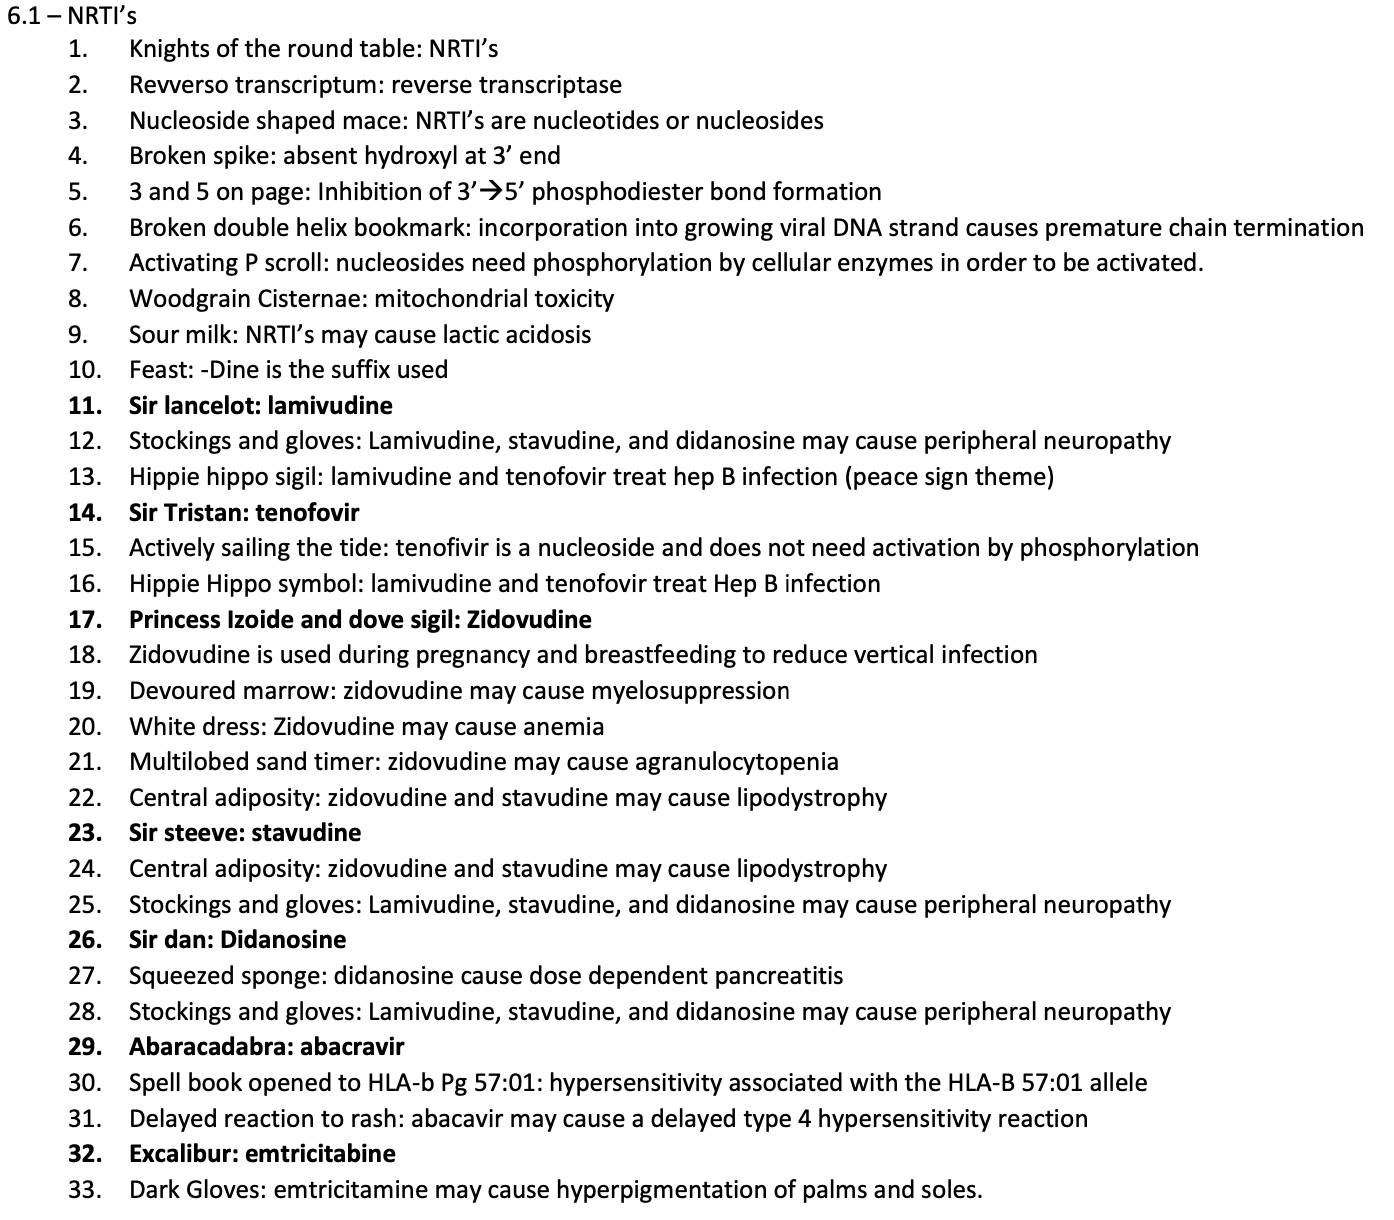 6.1 – NRTI’s
1. Knights of the round table: NRTI’s
2. Revverso transcriptum: reverse transcriptase
3. Nucleoside shaped mace: NRTI’s are nucleotides or nucleosides
4. Broken spike: absent hydroxyl at 3’ end
5. 3 and 5 on page: Inhibition of 3’→5’ phosphodiester bond formation
6. Broken double helix bookmark: incorporation into growing viral DNA strand causes premature chain termination
7. Activating P scroll: nucleosides need phosphorylation by cellular enzymes in order to be activated.
8. Woodgrain Cisternae: mitochondrial toxicity
9. Sour milk: NRTI’s may cause lactic acidosis
10. Feast: -Dine is the suffix used
11. Sir lancelot: lamivudine
12. Stockings and gloves: Lamivudine, stavudine, and didanosine may cause peripheral neuropathy
13. Hippie hippo sigil: lamivudine and tenofovir treat hep B infection (peace sign theme)
14. Sir Tristan: tenofovir
15. Actively sailing the tide: tenofivir is a nucleoside and does not need activation by phosphorylation
16. Hippie Hippo symbol: lamivudine and tenofovir treat Hep B infection
17. Princess Izoide and dove sigil: Zidovudine
18. Zidovudine is used during pregnancy and breastfeeding to reduce vertical infection
19. Devoured marrow: zidovudine may cause myelosuppression
20. White dress: Zidovudine may cause anemia
21. Multilobed sand timer: zidovudine may cause agranulocytopenia
22. Central adiposity: zidovudine and stavudine may cause lipodystrophy
23. Sir steeve: stavudine
24. Central adiposity: zidovudine and stavudine may cause lipodystrophy
25. Stockings and gloves: Lamivudine, stavudine, and didanosine may cause peripheral neuropathy
26. Sir dan: Didanosine
27. Squeezed sponge: didanosine cause dose dependent pancreatitis
28. Stockings and gloves: Lamivudine, stavudine, and didanosine may cause peripheral neuropathy
29. Abaracadabra: abacravir
30. Spell book opened to HLA-b Pg 57:01: hypersensitivity associated with the HLA-B 57:01 allele
31. Delayed reaction to rash: abacavir may cause a delayed type 4 hypersensitivity reaction
32. Excalibur: emtricitabine
33. Dark Gloves: emtricitamine may cause hyperpigmentation of palms and soles.